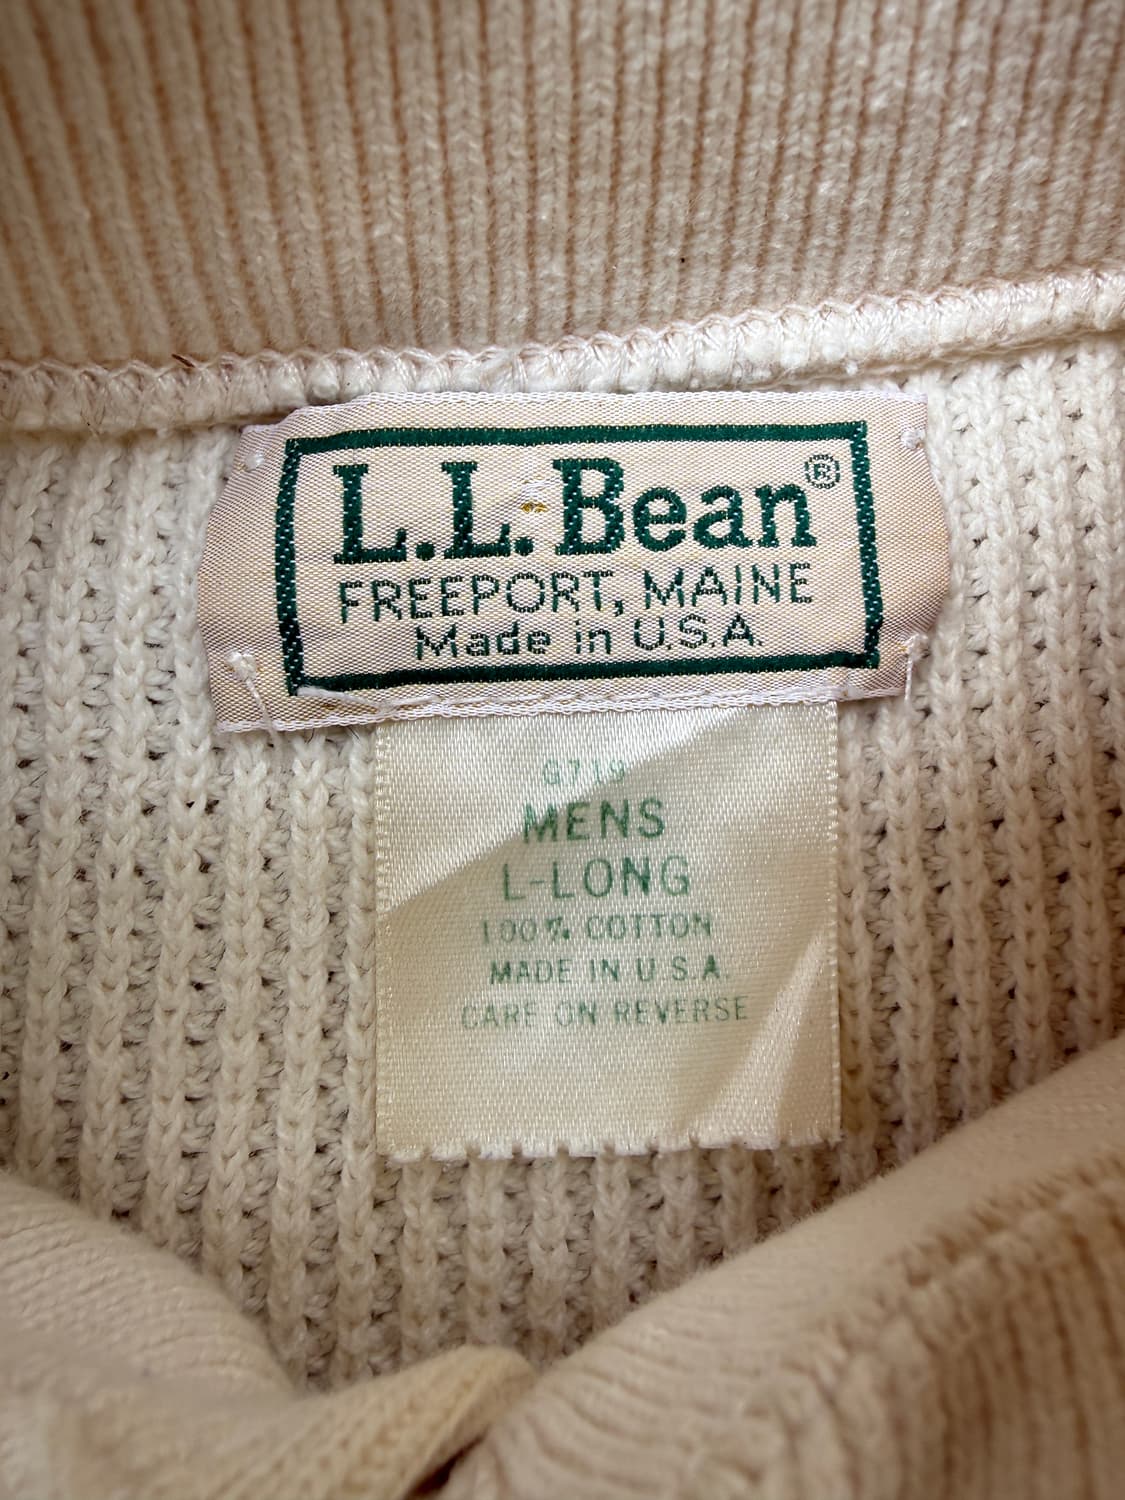 L.L.Bean®
FREEPORT, MAINE
Made in U.S.A.
G719
MENS
L-LONG
100% COTTON
MADE IN U.S.A.
CARE ON REVERSE